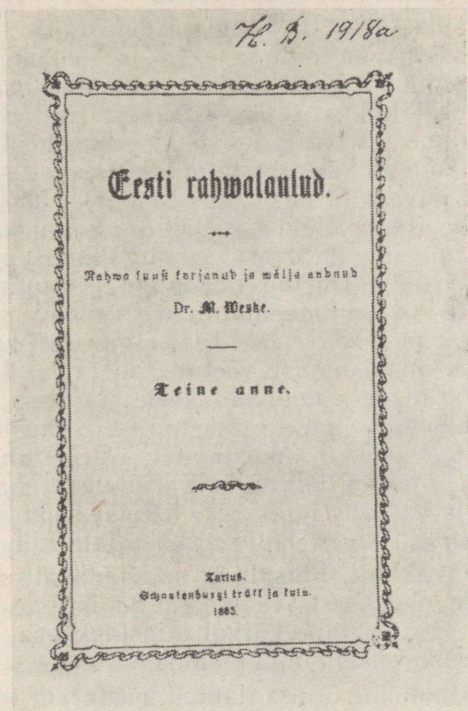 H. B. 1918a
Eesti rahwalaulud.
Rahwa suust korjanud ja wälja andnud
Dr. M. Weske.
Teine anne.
Tartus.
Schnakenburgi trükk ja kulu.
1883.